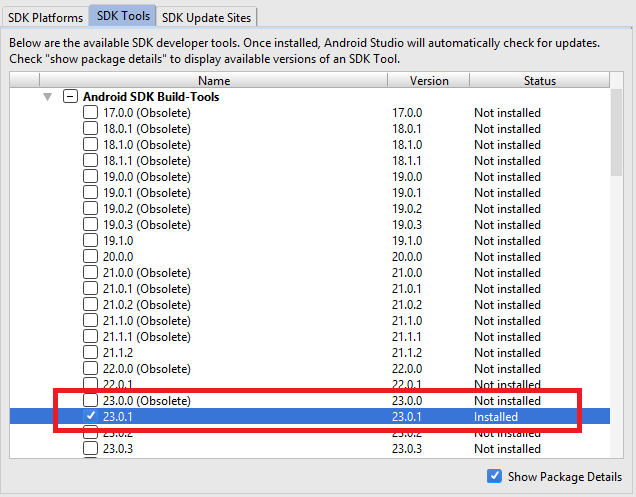 SDK Platforms SDK Tools SDK Update Sites
Below are the available SDK developer tools. Once installed, Android Studio will automatically check for updates.
Check "show package details" to display available versions of an SDK Tool.
Name Version Status
Android SDK Build-Tools
17.0.0 (Obsolete) 17.0.0 Not installed
18.0.1 (Obsolete) 18.0.1 Not installed
18.1.0 (Obsolete) 18.1.0 Not installed
18.1.1 (Obsolete) 18.1.1 Not installed
19.0.0 (Obsolete) 19.0.0 Not installed
19.0.1 (Obsolete) 19.0.1 Not installed
19.0.2 (Obsolete) 19.0.2 Not installed
19.0.3 (Obsolete) 19.0.3 Not installed
19.1.0 19.1.0 Not installed
20.0.0 20.0.0 Not installed
21.0.0 (Obsolete) 21.0.0 Not installed
21.0.1 (Obsolete) 21.0.1 Not installed
21.0.2 (Obsolete) 21.0.2 Not installed
21.1.0 (Obsolete) 21.1.0 Not installed
21.1.1 (Obsolete) 21.1.1 Not installed
21.1.2 21.1.2 Not installed
22.0.0 (Obsolete) 22.0.0 Not installed
22.0.1 22.0.1 Not installed
23.0.0 (Obsolete) 23.0.0 Not installed
23.0.1 23.0.1 Installed
23.0.2 23.0.2 Not installed
23.0.3 23.0.3 Not installed
Show Package Details